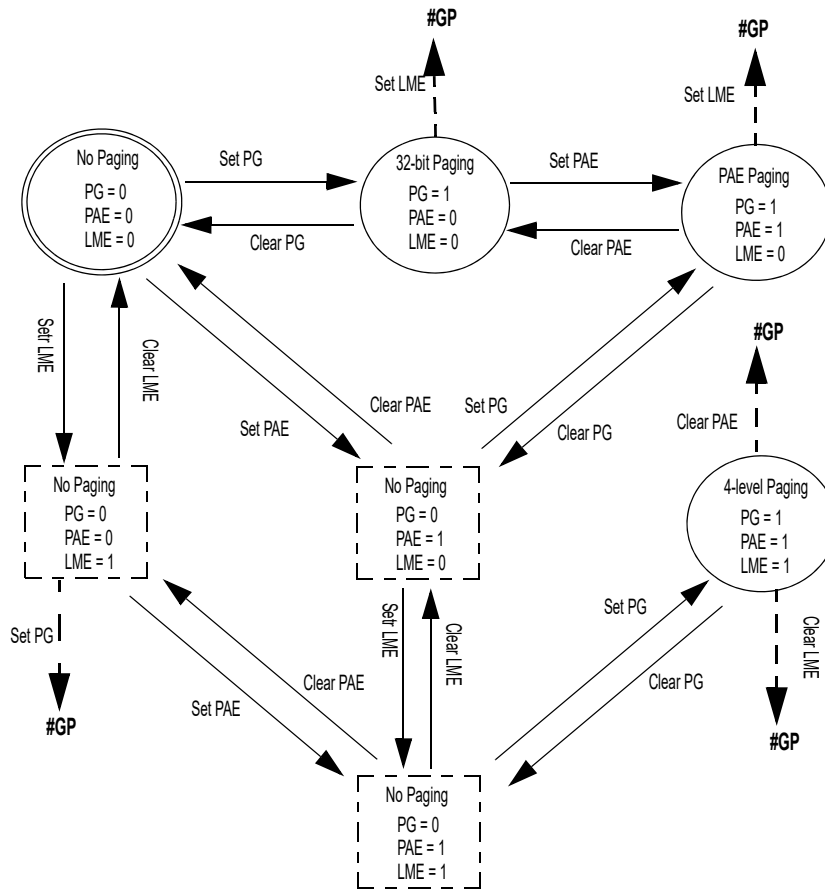 #GP
#GP
Set LME
Set LME
No Paging
PG = 0
PAE = 0
LME = 0
Set PG
Clear PG
32-bit Paging
PG = 1
PAE = 0
LME = 0
Set PAE
Clear PAE
PAE Paging
PG = 1
PAE = 1
LME = 0
Setr LME
Clear LME
Set PAE
Clear PAE
Set PG
Clear PG
#GP
Clear PAE
No Paging
PG = 0
PAE = 0
LME = 1
No Paging
PG = 0
PAE = 1
LME = 0
4-level Paging
PG = 1
PAE = 1
LME = 1
Set PG
#GP
Set PAE
Clear PAE
Setr LME
Clear LME
Set PG
Clear PG
Clear LME
#GP
No Paging
PG = 0
PAE = 1
LME = 1